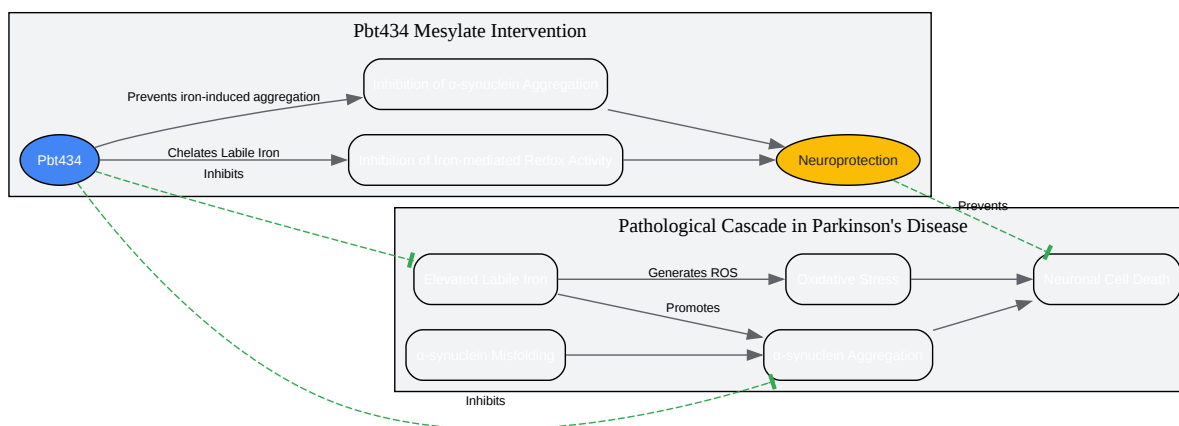 Pbt434 Mesylate Intervention
Inhibition of α-synuclein Aggregation
Prevents iron-induced aggregation
Pbt434
Chelates Labile Iron
Inhibits
Inhibition of Iron-mediated Redox Activity
Neuroprotection
Prevents
Pathological Cascade in Parkinson's Disease
Elevated Labile Iron
Generates ROS
Oxidative Stress
Neuronal Cell Death
Promotes
α-synuclein Misfolding
α-synuclein Aggregation
Inhibits